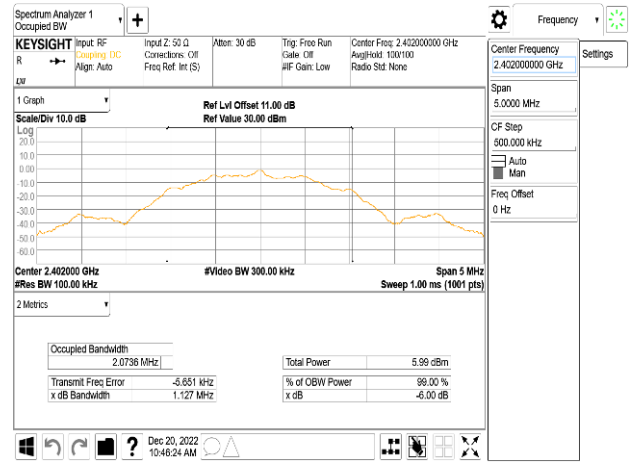 Spectrum Analyzer 1
Occupied BW
Frequency
KEYSIGHT
R
Input: RF
Coupling: DC
Align: Auto
Input Z: 50 Ω
Corrections: Off
Freq Ref: Int (S)
Atten: 30 dB
Trig: Free Run
Gate: Off
#IF Gain: Low
Center Freq: 2.402000000 GHz
Avg|Hold: 100/100
Radio Std: None
Center Frequency
2.402000000 GHz
Settings
Span
5.0000 MHz
CF Step
500.000 kHz
Auto
Man
Freq Offset
0 Hz
1 Graph
Ref Lvl Offset 11.00 dB
Scale/Div 10.0 dB
Ref Value 30.00 dBm
Log
20.0
10.0
0.00
-10.0
-20.0
-30.0
-40.0
-50.0
-60.0
Center 2.402000 GHz
#Video BW 300.00 kHz
Span 5 MHz
#Res BW 100.00 kHz
Sweep 1.00 ms (1001 pts)
2 Metrics
Occupied Bandwidth
2.0736 MHz
Total Power 5.99 dBm
Transmit Freq Error -5.651 kHz
% of OBW Power 99.00 %
x dB Bandwidth 1.127 MHz
x dB -6.00 dB
Dec 20, 2022
10:46:24 AM